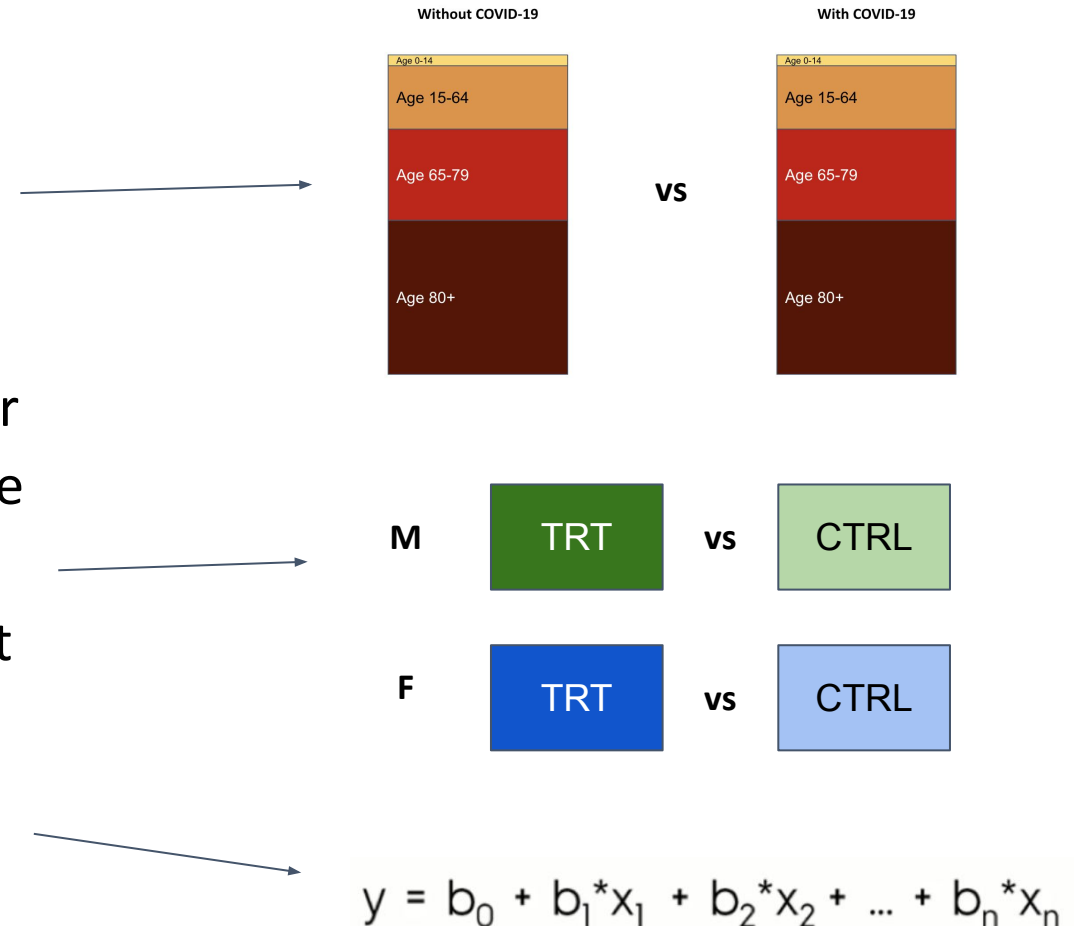 Without COVID-19
With COVID-19
Age 0-14
Age 15-64
Age 65-79
Age 80+
vs
Age 0-14
Age 15-64
Age 65-79
Age 80+
r
e
t
M
TRT
vs
CTRL
F
TRT
vs
CTRL
y = b₀ + b₁*x₁ + b₂*x₂ + ... + bₙ*xₙ